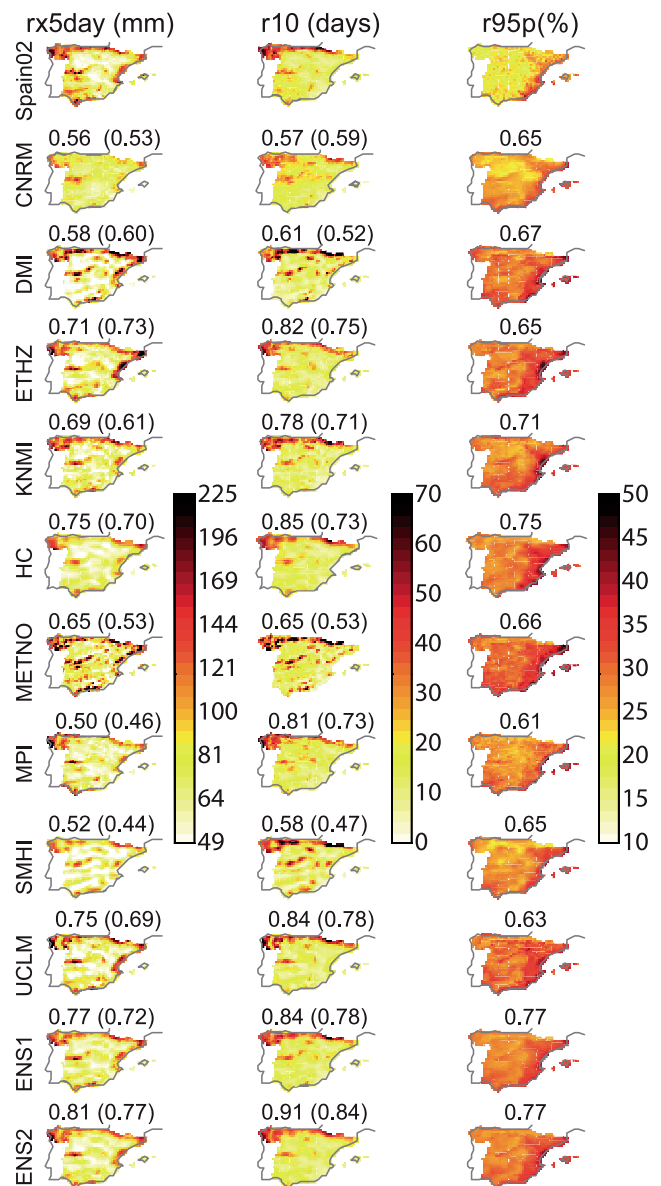 rx5day (mm) r10 (days) r95p(%)
Spain02
0.56 (0.53) 0.57 (0.59) 0.65
CNRM
0.58 (0.60) 0.61 (0.52) 0.67
DMI
0.71 (0.73) 0.82 (0.75) 0.65
ETHZ
0.69 (0.61) 0.78 (0.71) 0.71
KNMI
0.75 (0.70) 0.85 (0.73) 0.75
HC
0.65 (0.53) 0.65 (0.53) 0.66
METNO
0.50 (0.46) 0.81 (0.73) 0.61
MPI
0.52 (0.44) 0.58 (0.47) 0.65
SMHI
0.75 (0.69) 0.84 (0.78) 0.63
UCLM
0.77 (0.72) 0.84 (0.78) 0.77
ENS1
0.81 (0.77) 0.91 (0.84) 0.77
ENS2
225
196
169
144
121
100
81
64
49
70
60
50
40
30
20
10
0
50
45
40
35
30
25
20
15
10